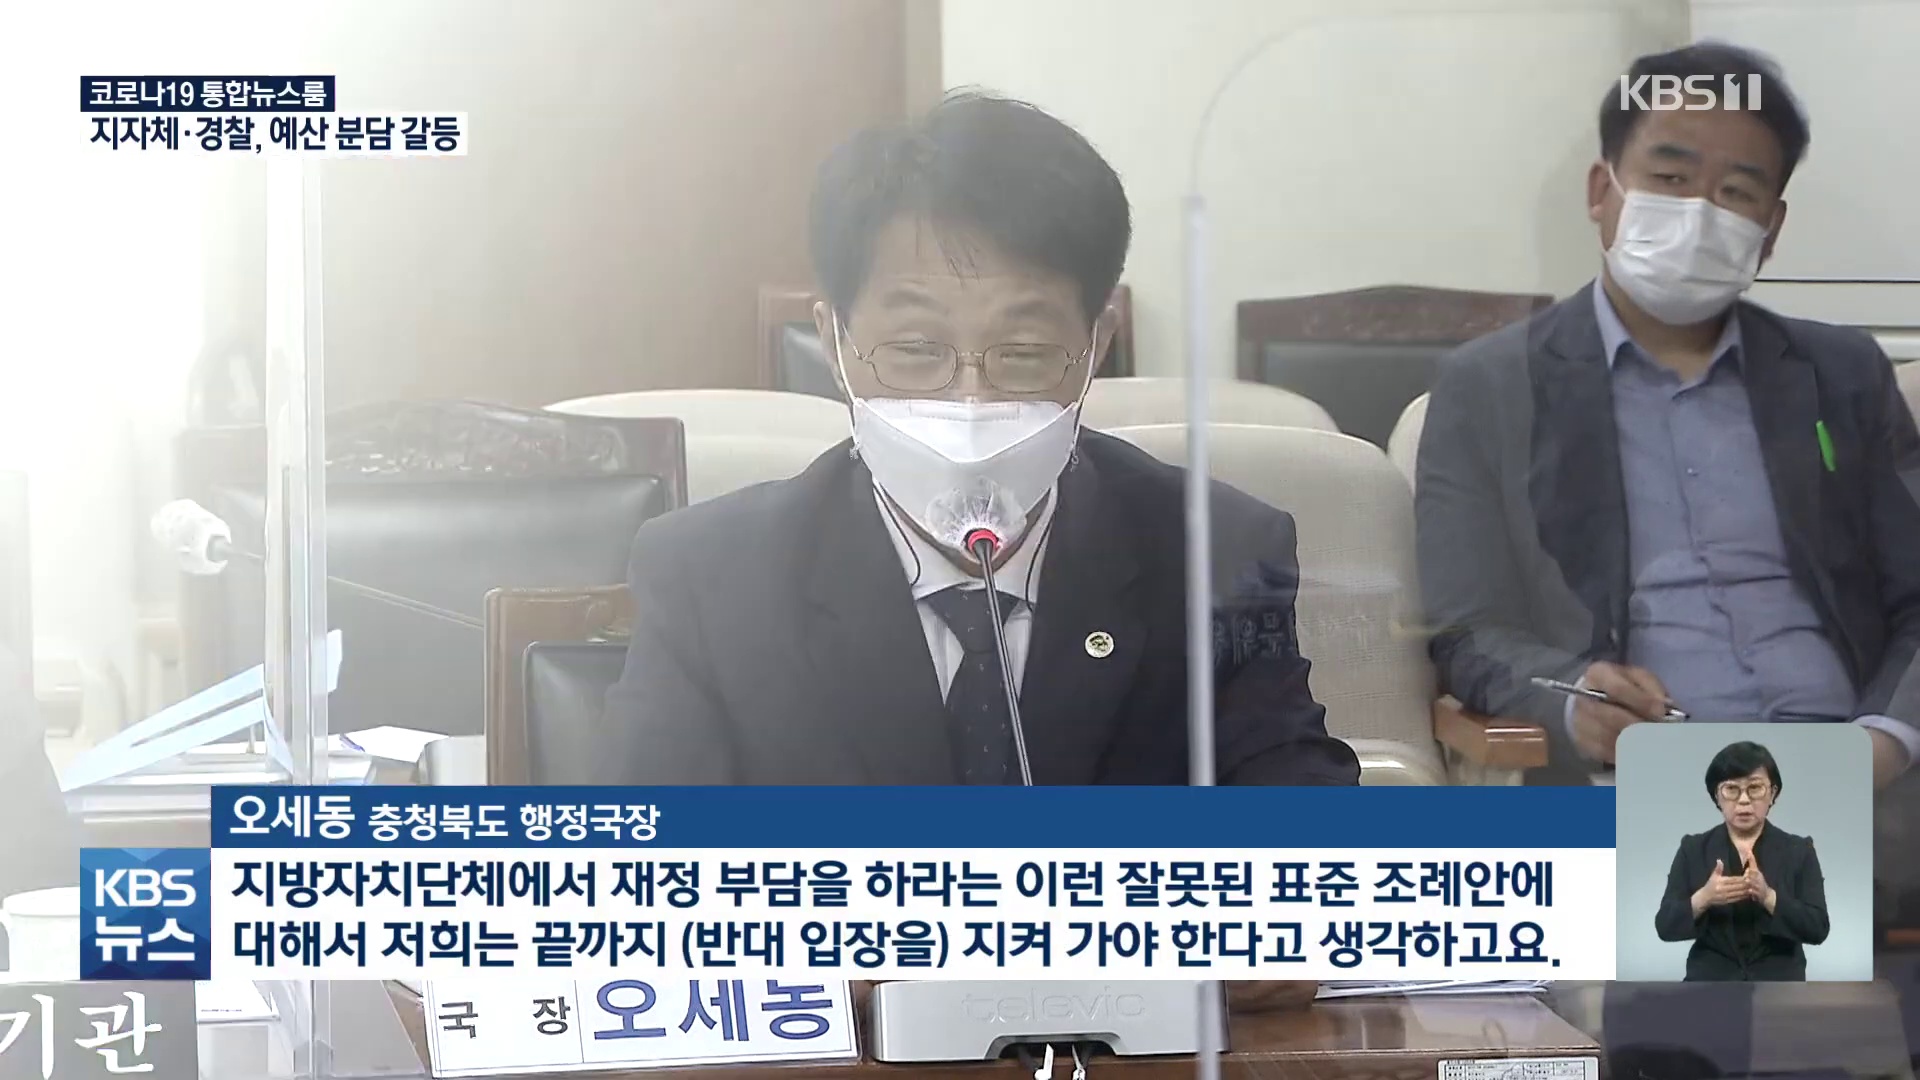 코로나19 통합뉴스룸
지자체·경찰, 예산 분담 갈등
KBS 1
오세동 충청북도 행정국장
KBS 뉴스
지방자치단체에서 재정 부담을 하라는 이런 잘못된 표준 조례안에
대해서 저희는 끝까지 (반대 입장을) 지켜 가야 한다고 생각하고요.
기관
국 장 오세동
televic